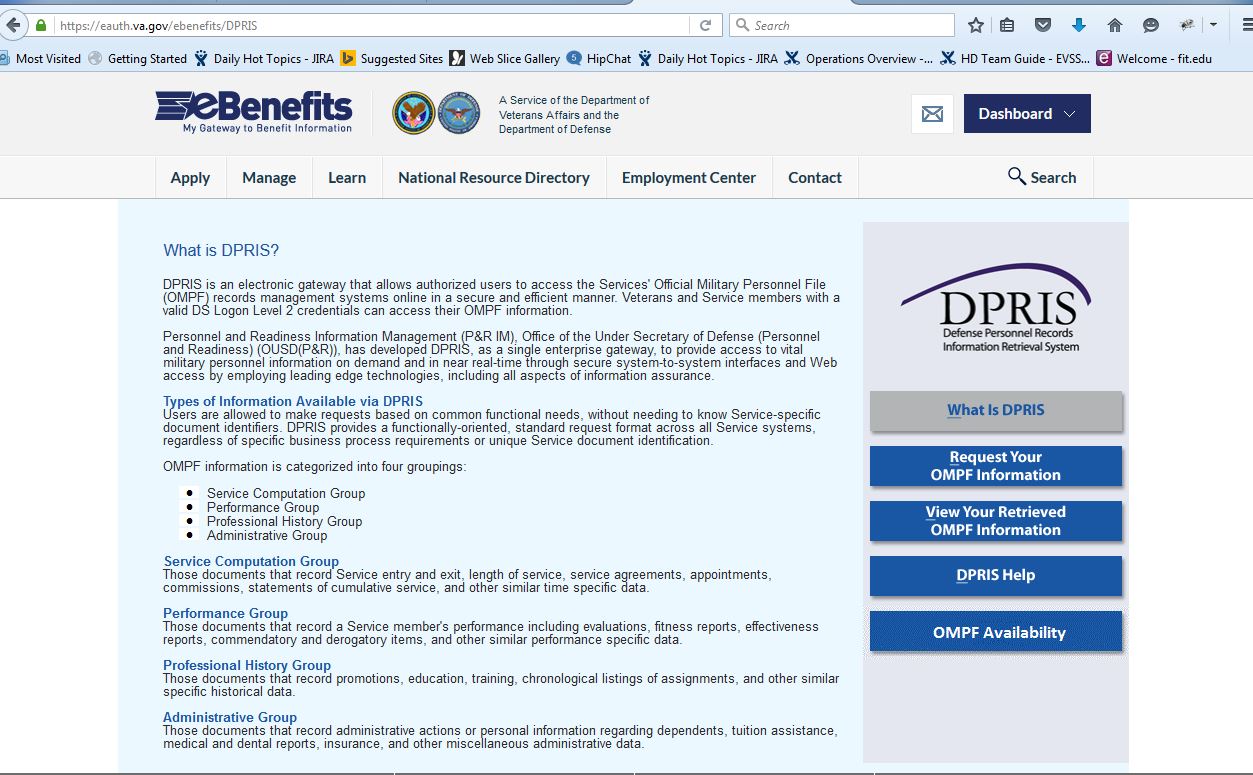 https://eauth.va.gov/ebenefits/DPRIS
Search
Most Visited Getting Started Daily Hot Topics - JIRA Suggested Sites Web Slice Gallery HipChat Daily Hot Topics - JIRA Operations Overview -... HD Team Guide - EVSS... Welcome - fit.edu
eBenefits
My Gateway to Benefit Information
A Service of the Department of
Veterans Affairs and the
Department of Defense
Dashboard
Apply Manage Learn National Resource Directory Employment Center Contact Search
What is DPRIS?
DPRIS is an electronic gateway that allows authorized users to access the Services' Official Military Personnel File
(OMPF) records management systems online in a secure and efficient manner. Veterans and Service members with a
valid DS Logon Level 2 credentials can access their OMPF information.
Personnel and Readiness Information Management (P&R IM), Office of the Under Secretary of Defense (Personnel
and Readiness) (OUSD(P&R)), has developed DPRIS, as a single enterprise gateway, to provide access to vital
military personnel information on demand and in near real-time through secure system-to-system interfaces and Web
access by employing leading edge technologies, including all aspects of information assurance.
Types of Information Available via DPRIS
Users are allowed to make requests based on common functional needs, without needing to know Service-specific
document identifiers. DPRIS provides a functionally-oriented, standard request format across all Service systems,
regardless of specific business process requirements or unique Service document identification.
OMPF information is categorized into four groupings:
• Service Computation Group
• Performance Group
• Professional History Group
• Administrative Group
Service Computation Group
Those documents that record Service entry and exit, length of service, service agreements, appointments,
commissions, statements of cumulative service, and other similar time specific data.
Performance Group
Those documents that record a Service member's performance including evaluations, fitness reports, effectiveness
reports, commendatory and derogatory items, and other similar performance specific data.
Professional History Group
Those documents that record promotions, education, training, chronological listings of assignments, and other similar
specific historical data.
Administrative Group
Those documents that record administrative actions or personal information regarding dependents, tuition assistance,
medical and dental reports, insurance, and other miscellaneous administrative data.
DPRIS
Defense Personnel Records
Information Retrieval System
What Is DPRIS
Request Your
OMPF Information
View Your Retrieved
OMPF Information
DPRIS Help
OMPF Availability